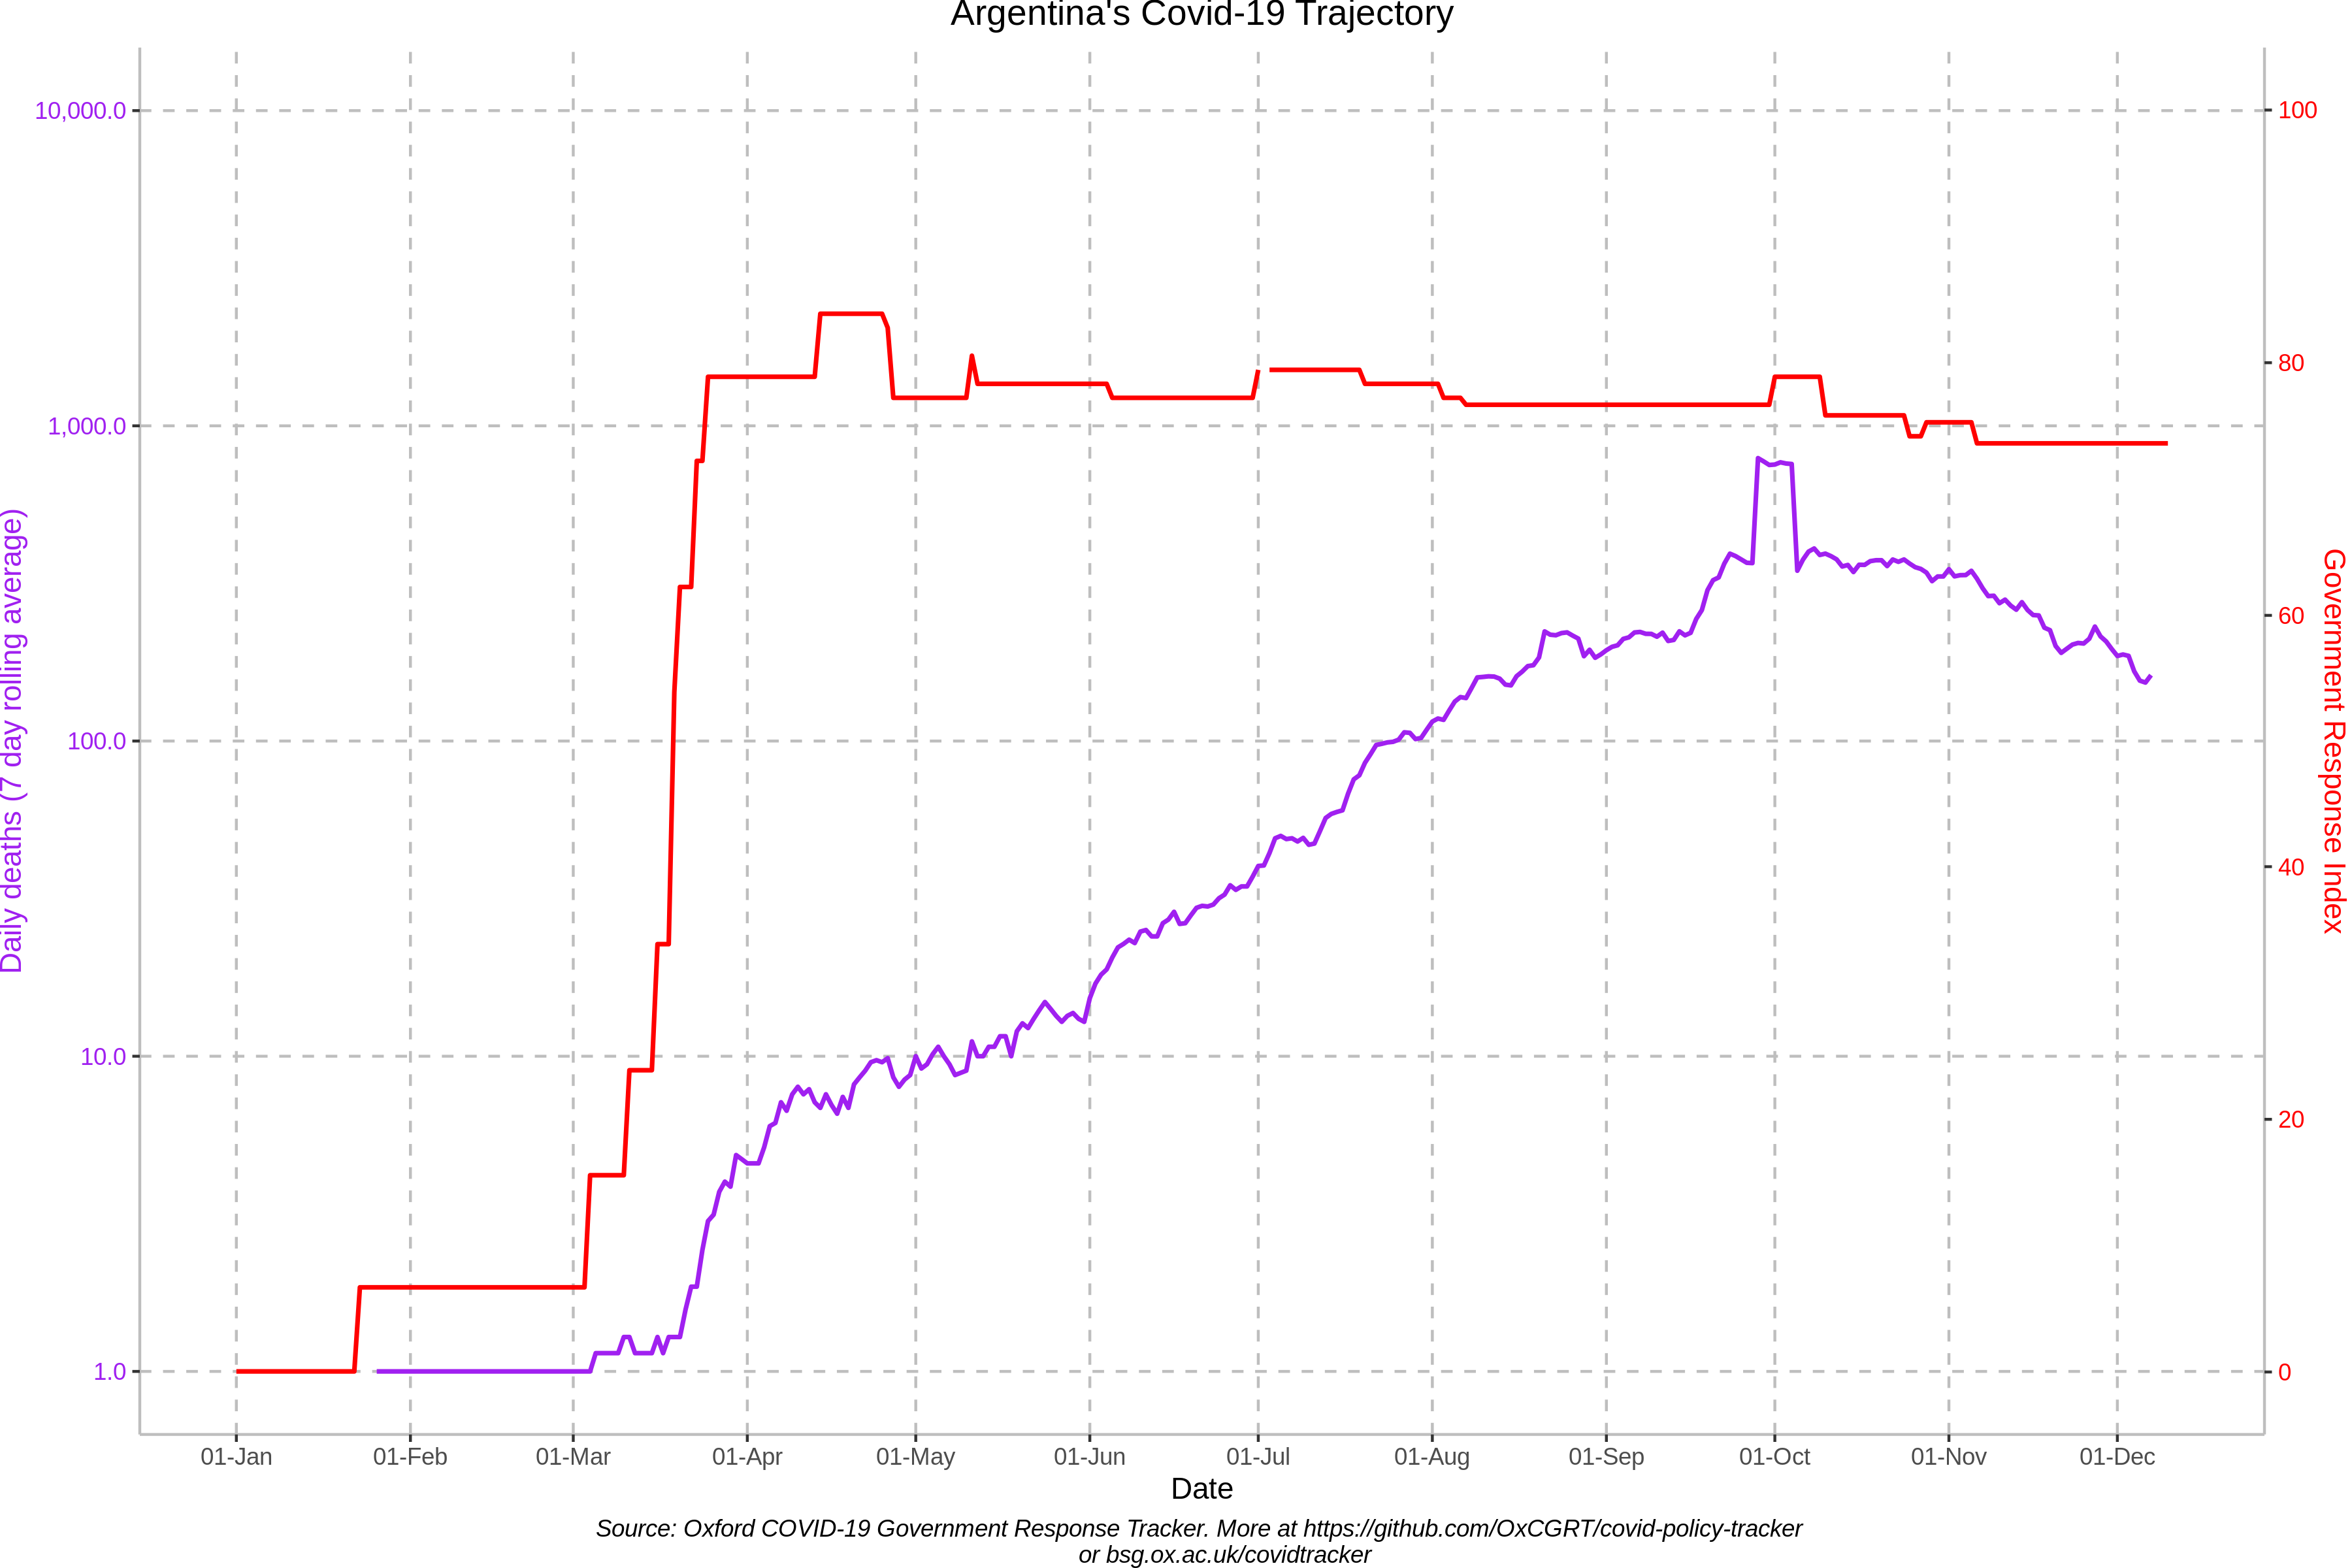 Argentina's Covid-19 Trajectory
Daily deaths (7 day rolling average)
10,000.0
1,000.0
100.0
10.0
1.0
100
80
60
40
20
0
Government Response Index
01-Jan 01-Feb 01-Mar 01-Apr 01-May 01-Jun 01-Jul 01-Aug 01-Sep 01-Oct 01-Nov 01-Dec
Date
Source: Oxford COVID-19 Government Response Tracker. More at https://github.com/OxCGRT/covid-policy-tracker
or bsg.ox.ac.uk/covidtracker